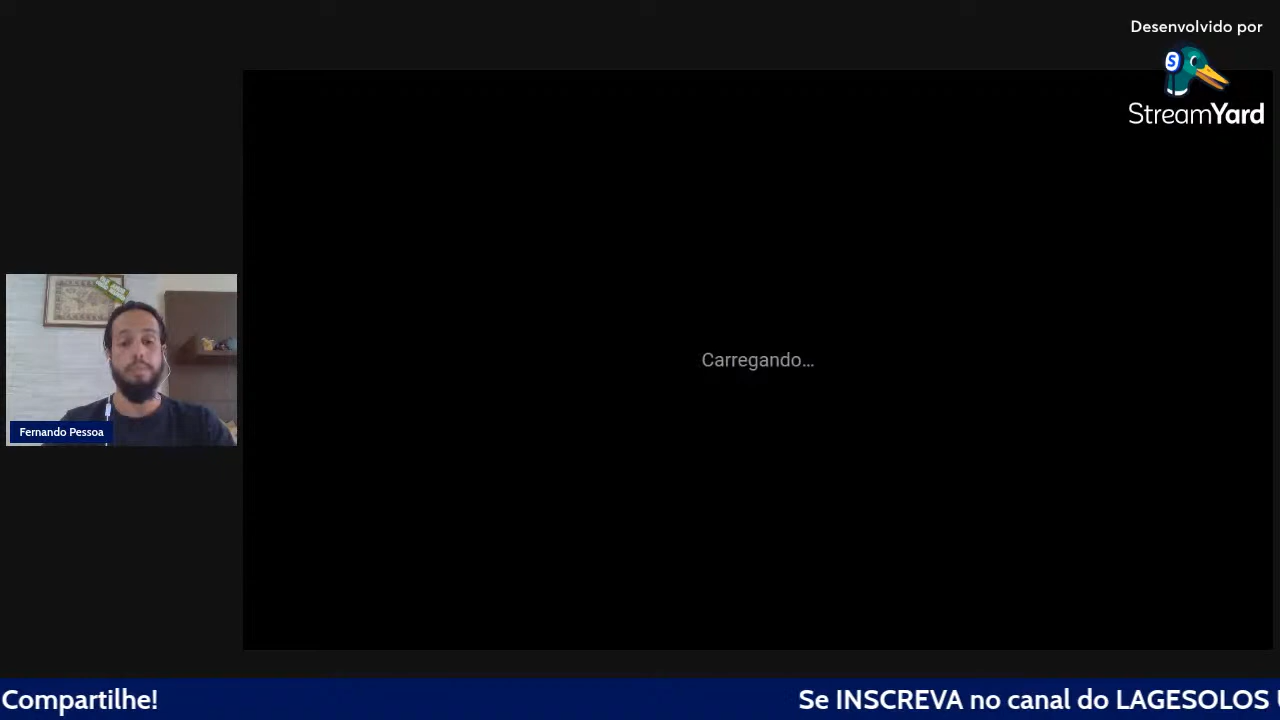 Desenvolvido por
StreamYard
Carregando...
Fernando Pessoa
Compartilhe!
Se INSCREVA no canal do LAGESOLOS